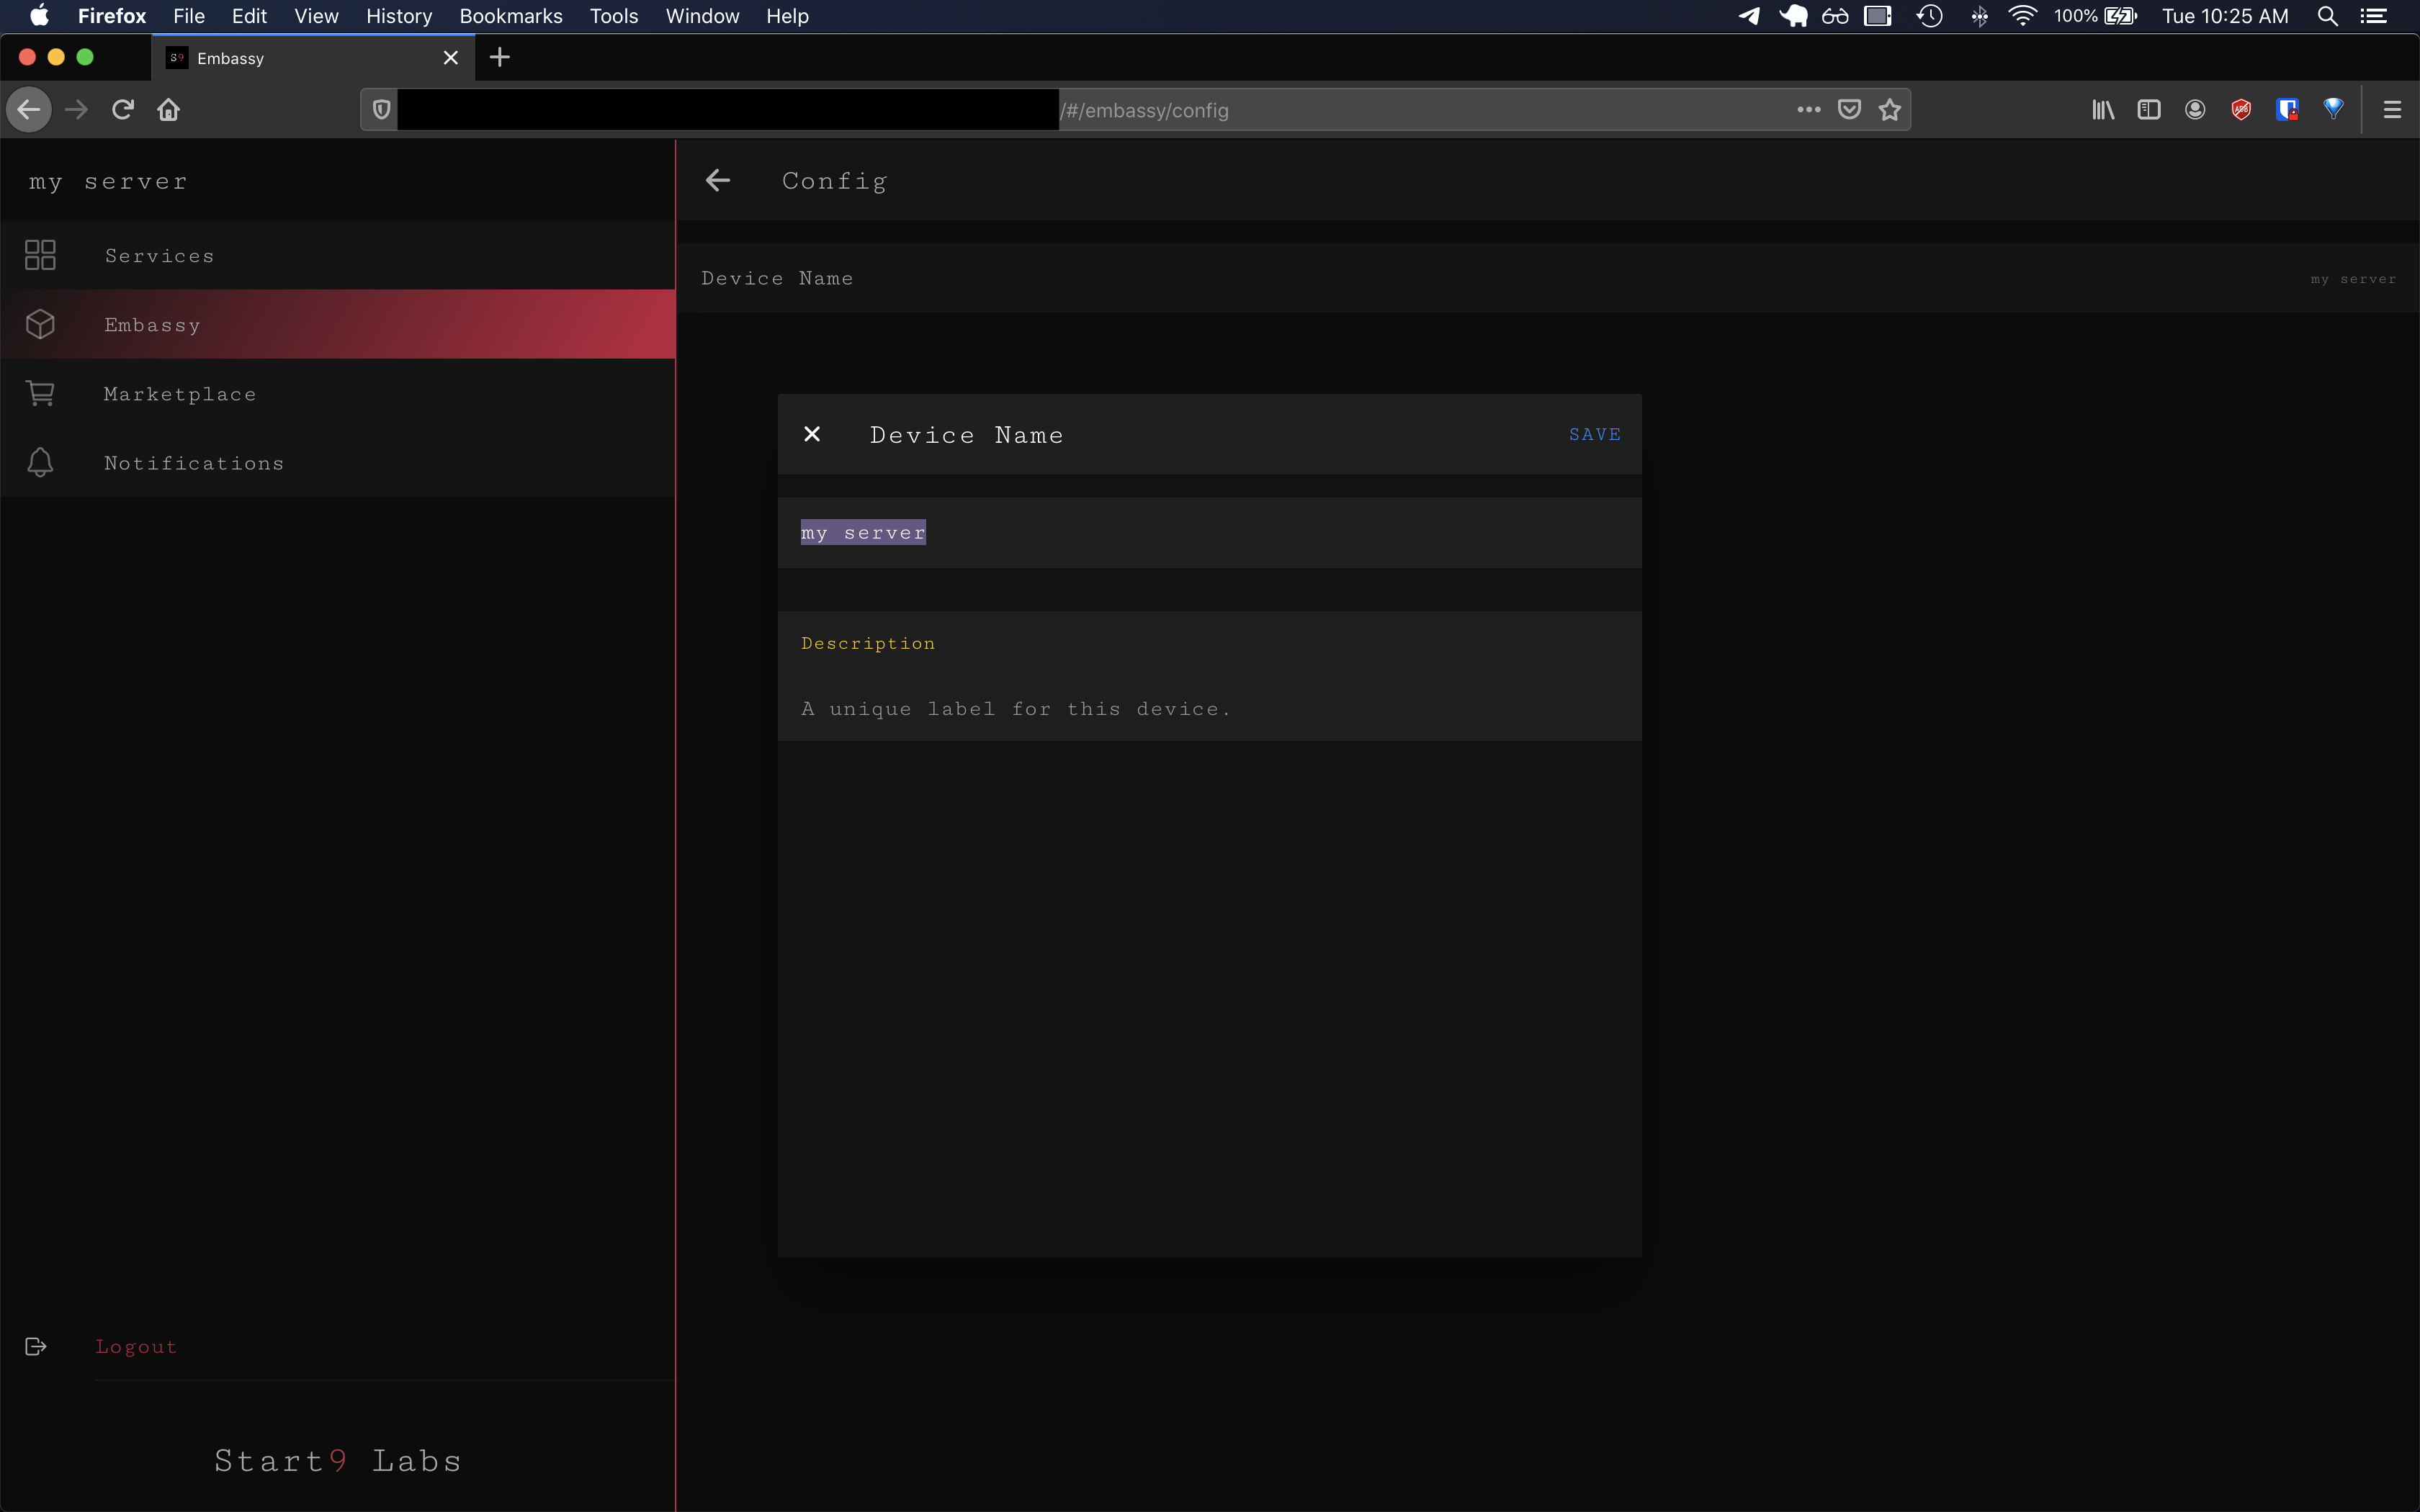 Firefox File Edit View History Bookmarks Tools Window Help 100% Tue 10:25 AM
S9 Embassy
/#/embassy/config
my server
Config
Services
Device Name my server
Embassy
Marketplace
Notifications
Device Name SAVE
my server
Description
A unique label for this device.
Logout
Start9 Labs